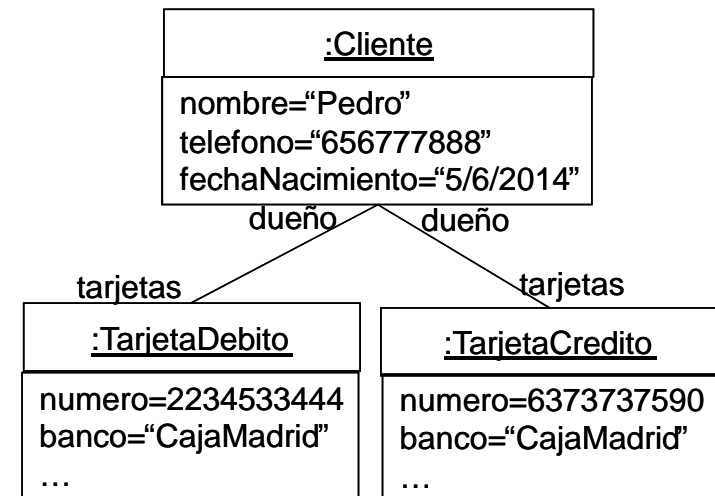 :Cliente
nombre=“Pedro”
telefono=“656777888”
fechaNacimiento=“5/6/2014”
dueño dueño
tarjetas tarjetas
:TarjetaDebito
numero=2234533444
banco=“CajaMadrid”
…
:TarjetaCredito
numero=6373737590
banco=“CajaMadrid”
…